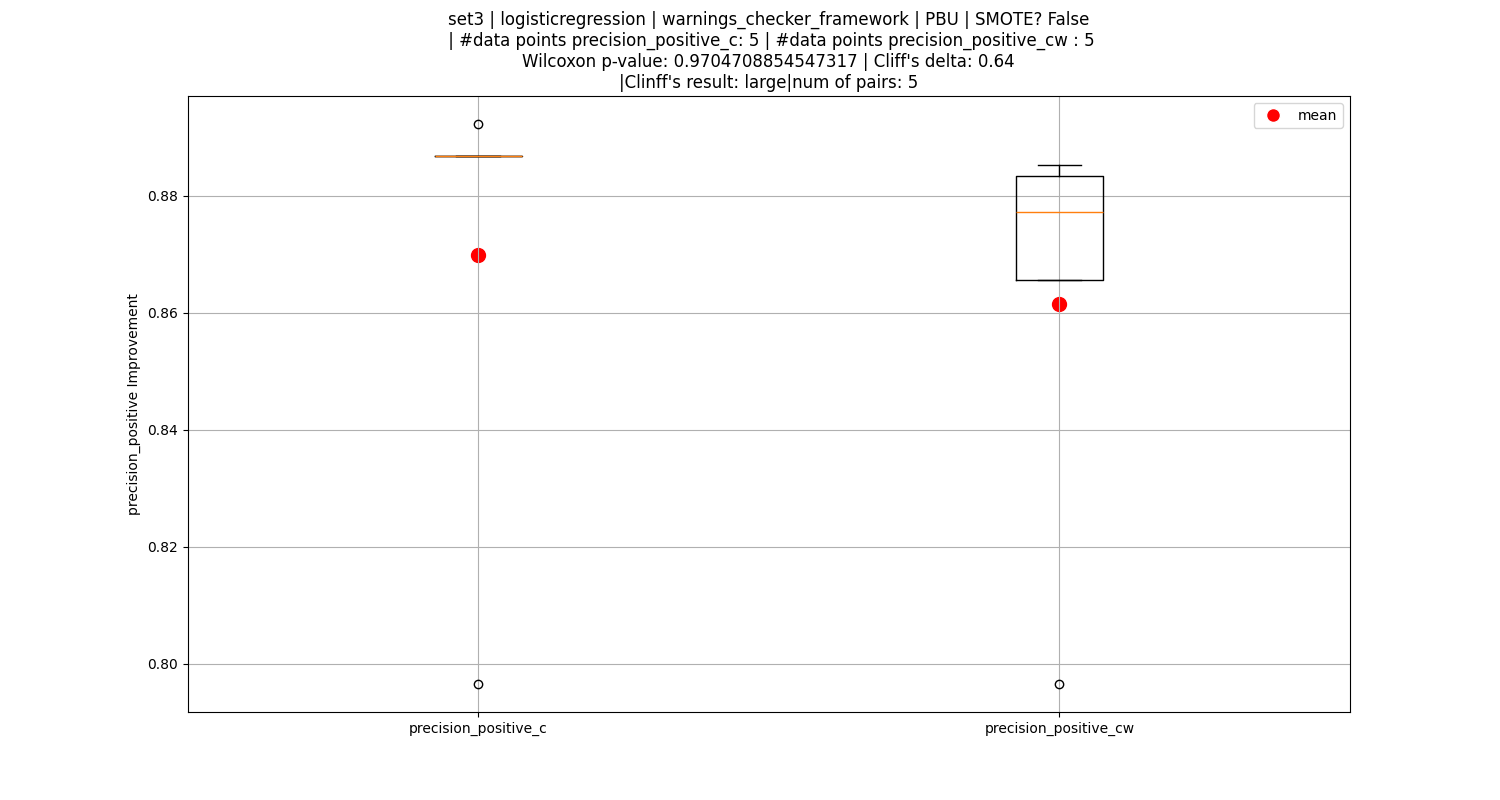 set3 | logisticregression | warnings_checker_framework | PBU | SMOTE? False
| #data points precision_positive_c: 5 | #data points precision_positive_cw : 5
Wilcoxon p-value: 0.9704708854547317 | Cliff's delta: 0.64
|Clinff's result: large|num of pairs: 5
mean
precision_positive Improvement
0.88
0.86
0.84
0.82
0.80
precision_positive_c
precision_positive_cw